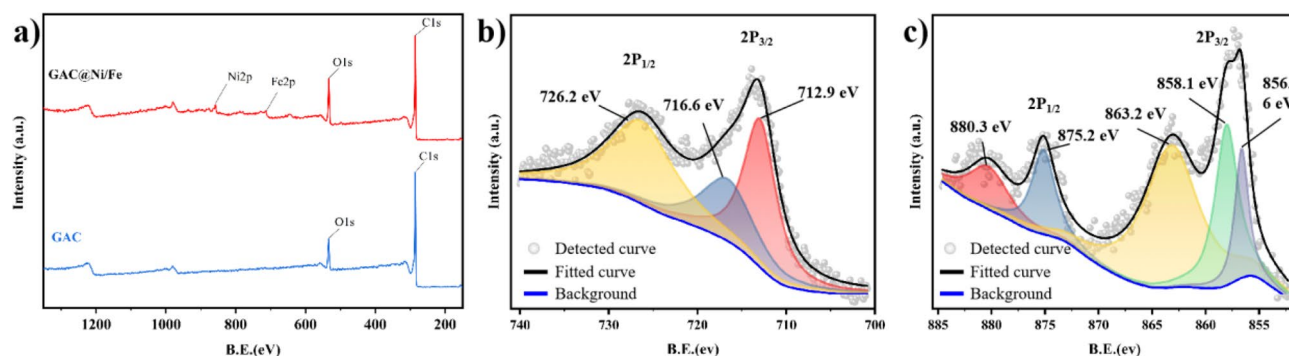 a)
C1s
GAC@Ni/Fe
O1s
Ni2p
Fe2p
C1s
O1s
GAC
Intensity (a.u.)
1200 1000 800 600 400 200
B.E.(eV)
b)
2P3/2
2P1/2
726.2 eV
716.6 eV
712.9 eV
Detected curve
Fitted curve
Background
Intensity (a.u.)
740 730 720 710 700
B.E.(ev)
c)
2P3/2
858.1 eV
856.
6 eV
2P1/2
863.2 eV
880.3 eV
875.2 eV
Detected curve
Fitted curve
Background
Intensity (a.u.)
885 880 875 870 865 860 855
B.E.(ev)